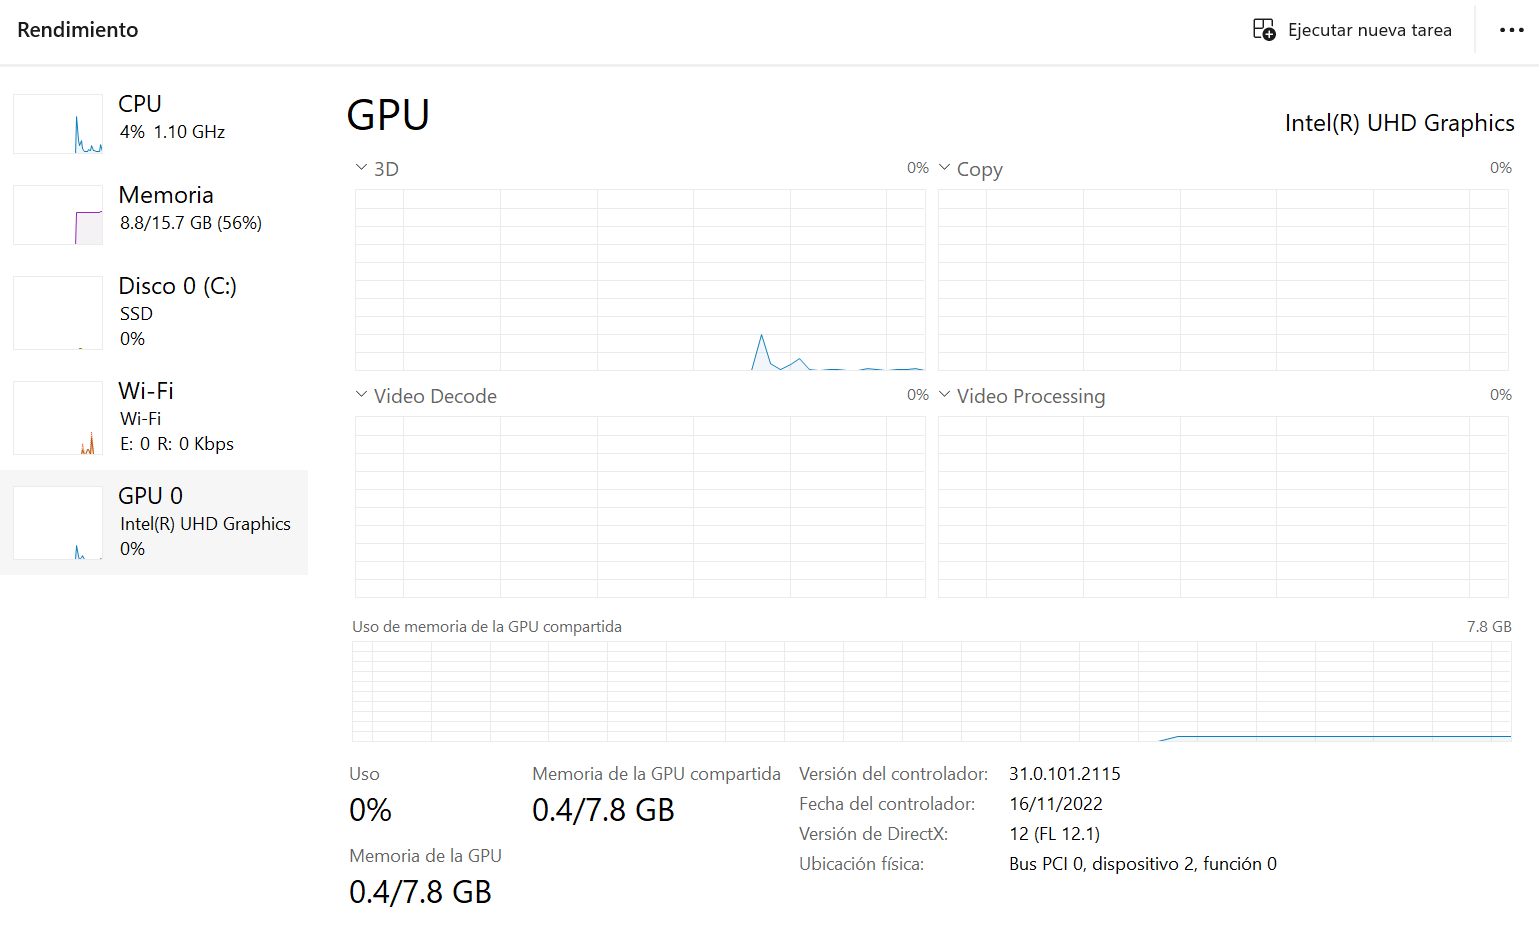 Rendimiento
Ejecutar nueva tarea
CPU
4% 1.10 GHz
Memoria
8.8/15.7 GB (56%)
Disco 0 (C:)
SSD
0%
Wi-Fi
Wi-Fi
E: 0 R: 0 Kbps
GPU 0
Intel(R) UHD Graphics
0%
GPU
Intel(R) UHD Graphics
3D 0%
Copy 0%
Video Decode 0%
Video Processing 0%
Uso de memoria de la GPU compartida 7.8 GB
Uso
0%
Memoria de la GPU compartida
0.4/7.8 GB
Memoria de la GPU
0.4/7.8 GB
Versión del controlador: 31.0.101.2115
Fecha del controlador: 16/11/2022
Versión de DirectX: 12 (FL 12.1)
Ubicación física: Bus PCI 0, dispositivo 2, función 0